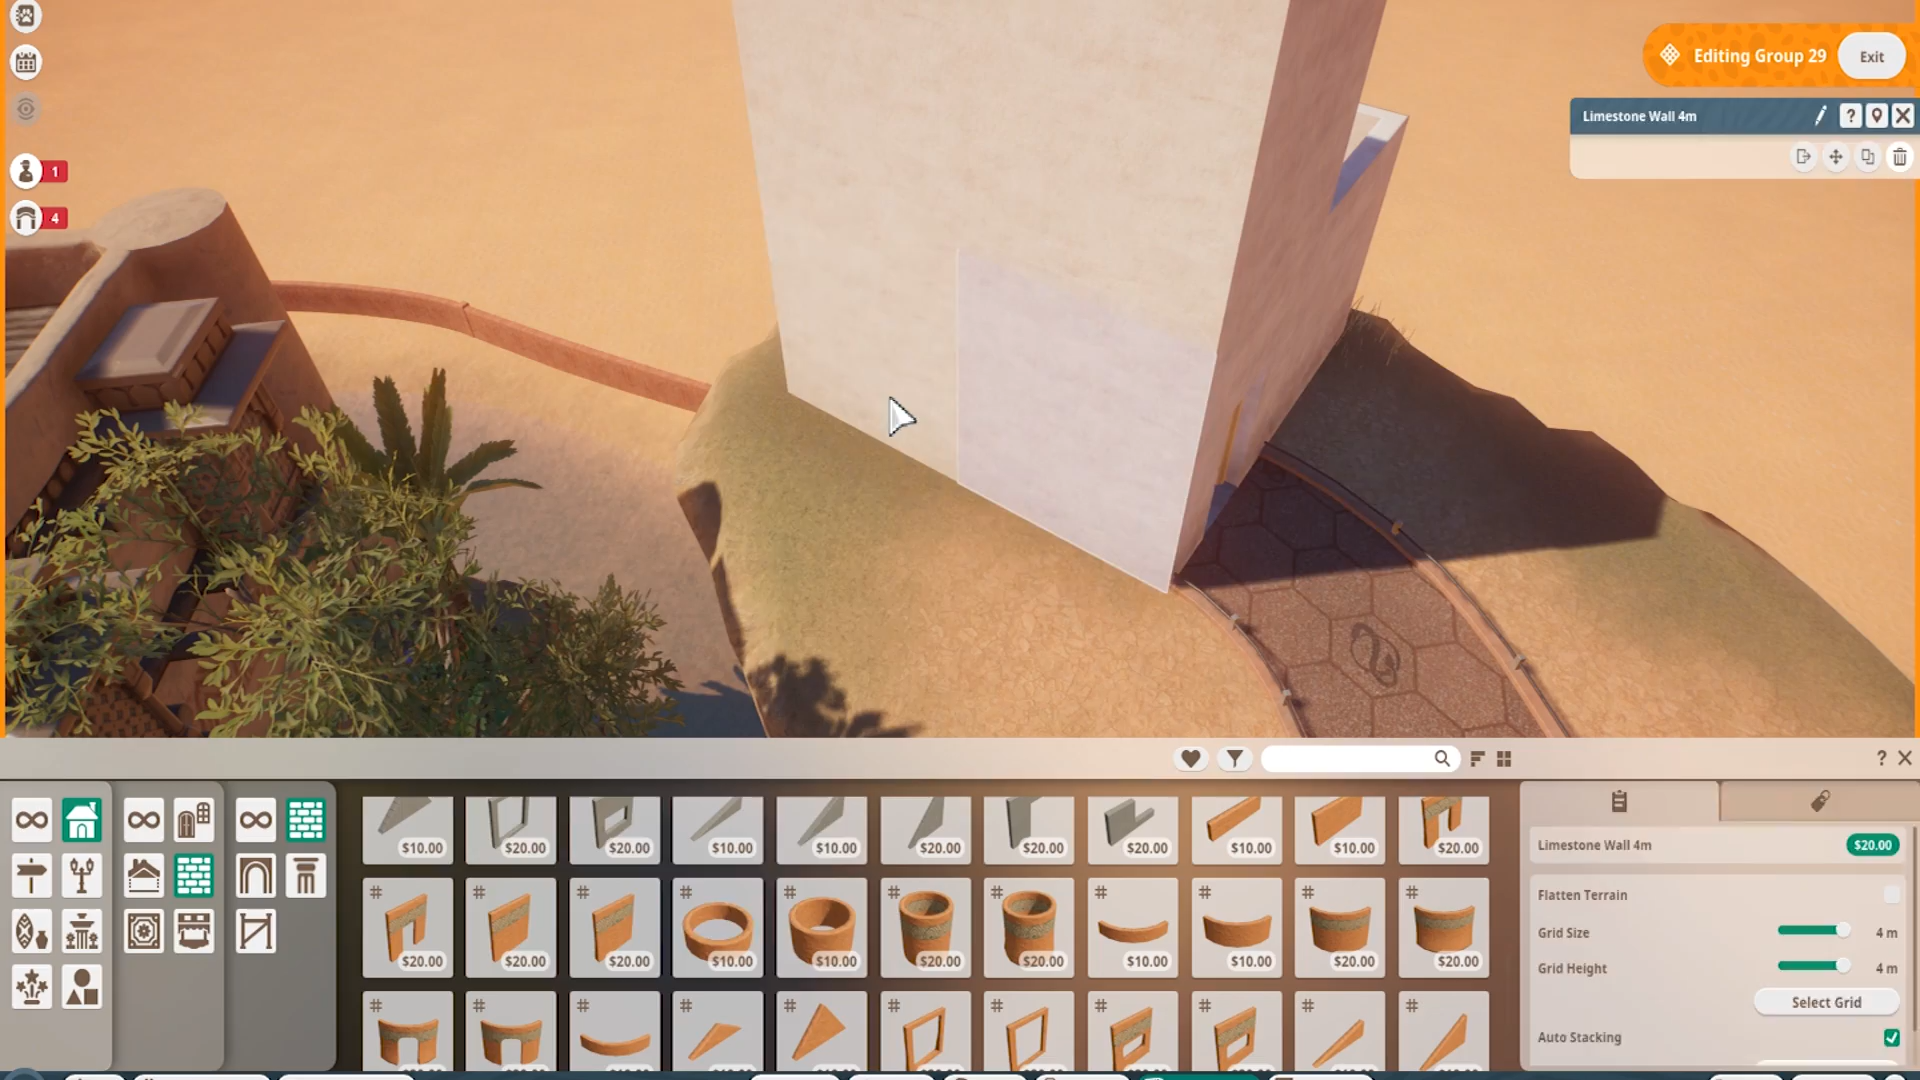 Editing Group 29
Exit
Limestone Wall 4m
?
1
4
?
$10.00 $20.00 $20.00 $10.00 $10.00 $20.00 $20.00 $20.00 $10.00 $10.00 $20.00
# # # # # # # # # # #
$20.00 $20.00 $20.00 $10.00 $10.00 $20.00 $20.00 $10.00 $10.00 $20.00 $20.00
# # # # # # # # # # #
Limestone Wall 4m $20.00
Flatten Terrain
Grid Size 4 m
Grid Height 4 m
Select Grid
Auto Stacking